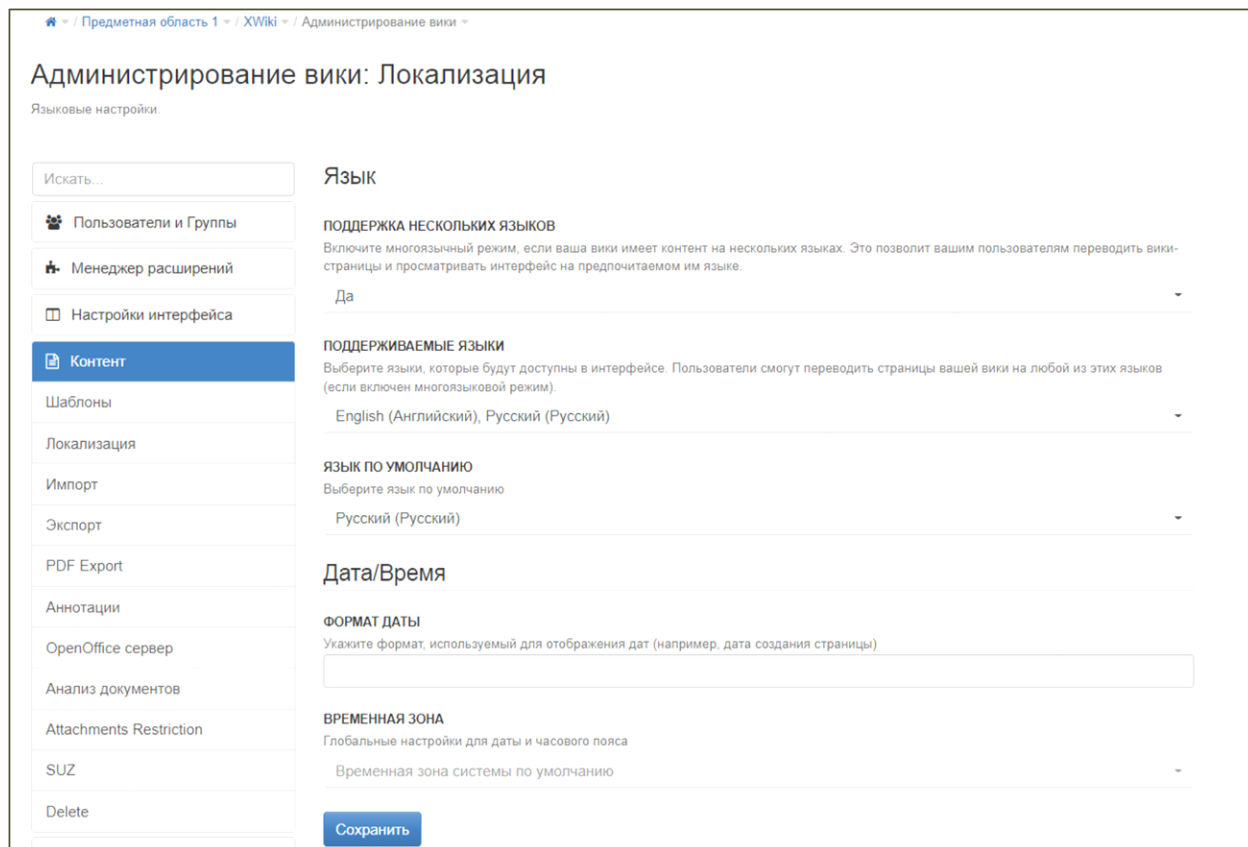 / Предметная область 1 / XWiki / Администрирование вики
Администрирование вики: Локализация
Языковые настройки.
Искать...
Пользователи и Группы
Менеджер расширений
Настройки интерфейса
Контент
Шаблоны
Локализация
Импорт
Экспорт
PDF Export
Аннотации
OpenOffice сервер
Анализ документов
Attachments Restriction
SUZ
Delete
Язык
ПОДДЕРЖКА НЕСКОЛЬКИХ ЯЗЫКОВ
Включите многоязычный режим, если ваша вики имеет контент на нескольких языках. Это позволит вашим пользователям переводить вики-
страницы и просматривать интерфейс на предпочитаемом им языке.
Да
ПОДДЕРЖИВАЕМЫЕ ЯЗЫКИ
Выберите языки, которые будут доступны в интерфейсе. Пользователи смогут переводить страницы вашей вики на любой из этих языков
(если включен многоязыковой режим).
English (Английский), Русский (Русский)
ЯЗЫК ПО УМОЛЧАНИЮ
Выберите язык по умолчанию
Русский (Русский)
Дата/Время
ФОРМАТ ДАТЫ
Укажите формат, используемый для отображения дат (например, дата создания страницы)
ВРЕМЕННАЯ ЗОНА
Глобальные настройки для даты и часового пояса
Временная зона системы по умолчанию
Сохранить